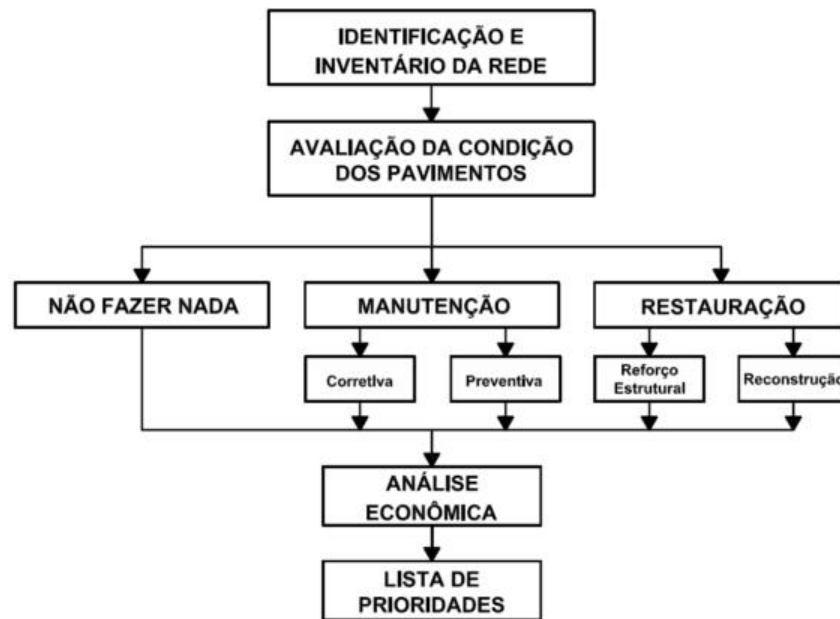 IDENTIFICAÇÃO E
INVENTÁRIO DA REDE
AVALIAÇÃO DA CONDIÇÃO
DOS PAVIMENTOS
NÃO FAZER NADA
MANUTENÇÃO
RESTAURAÇÃO
Corretiva
Preventiva
Reforço
Estrutural
Reconstrução
ANÁLISE
ECONÔMICA
LISTA DE
PRIORIDADES